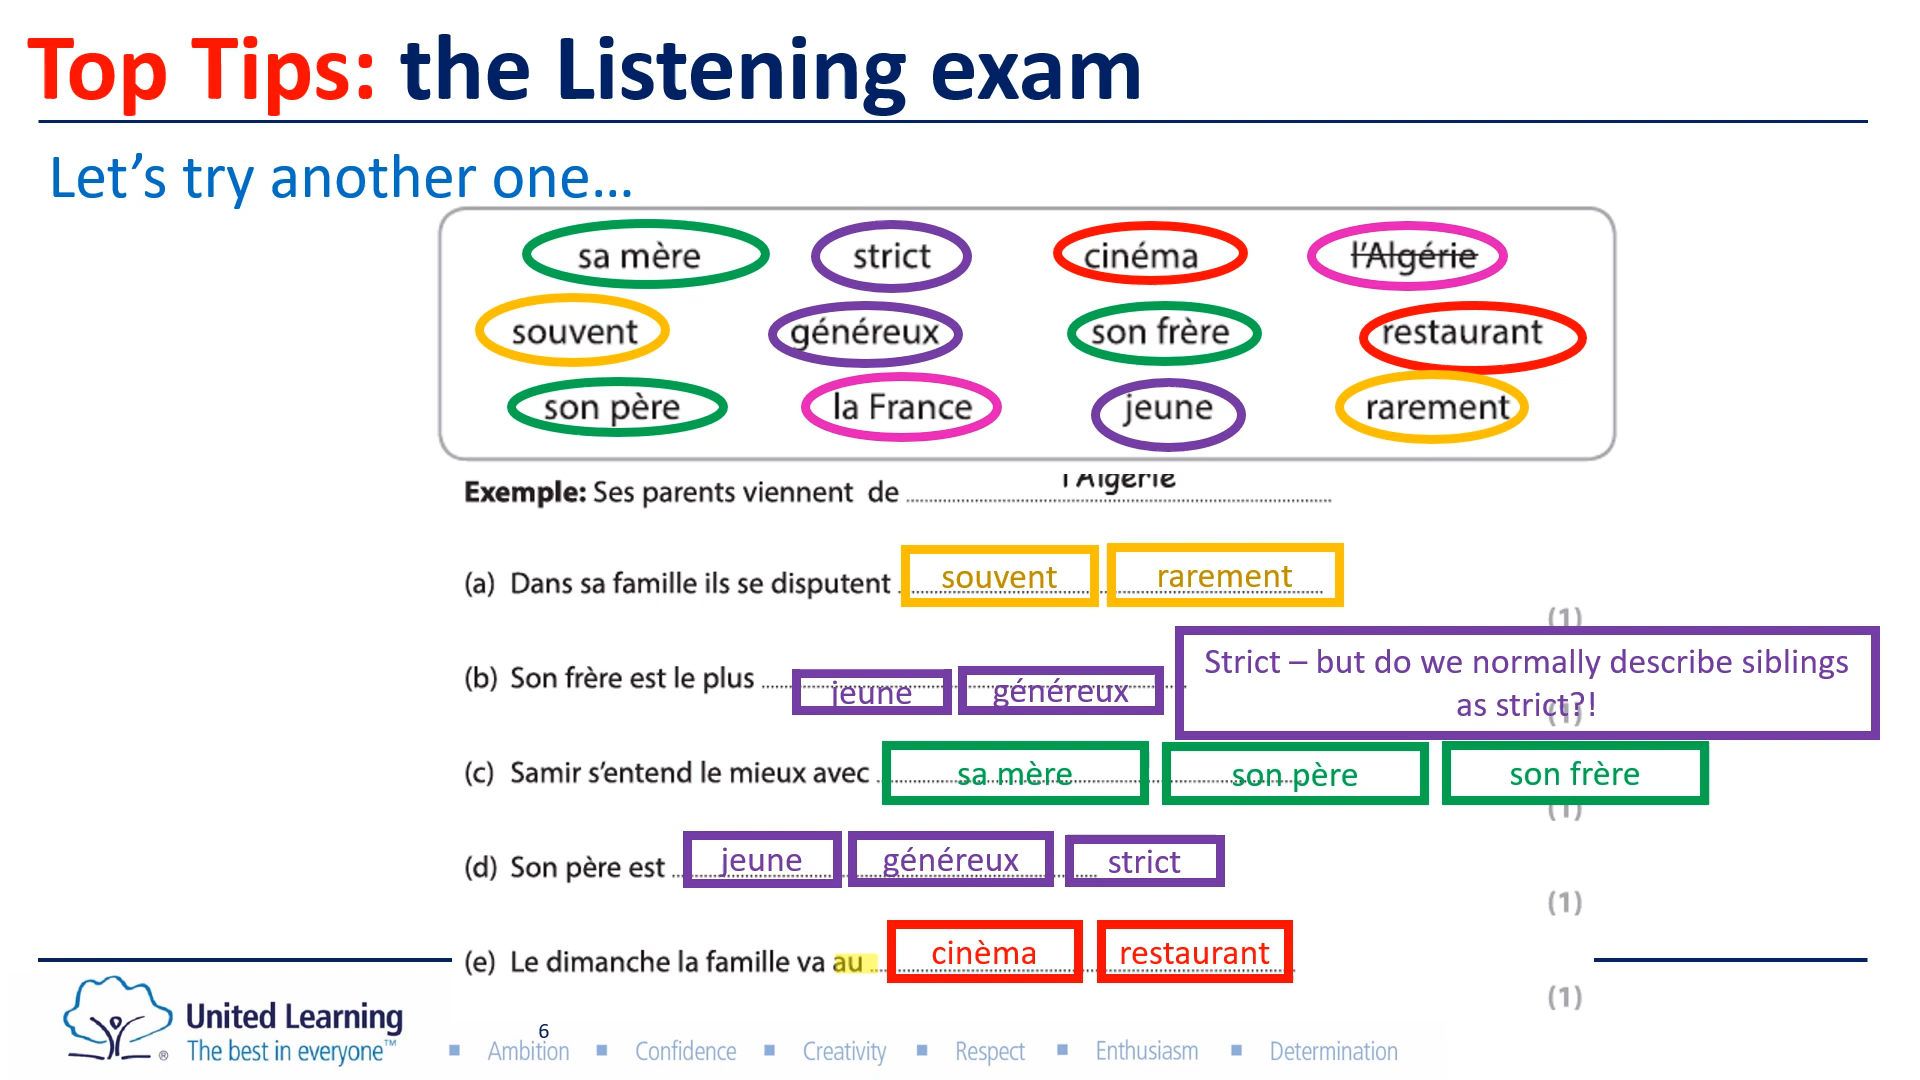 Top Tips: the Listening exam
Let's try another one...
sa mère strict cinéma l'Algérie
souvent généreux son frère restaurant
son père la France jeune rarement
Exemple: Ses parents viennent de l'Algérie
(a) Dans sa famille ils se disputent souvent rarement
(1)
(b) Son frère est le plus jeune généreux
Strict – but do we normally describe siblings
as strict?!
(1)
(c) Samir s'entend le mieux avec sa mère son père son frère
(1)
(d) Son père est jeune généreux strict
(1)
(e) Le dimanche la famille va au cinèma restaurant
(1)
United Learning
The best in everyone™
®
6
Ambition Confidence Creativity Respect Enthusiasm Determination